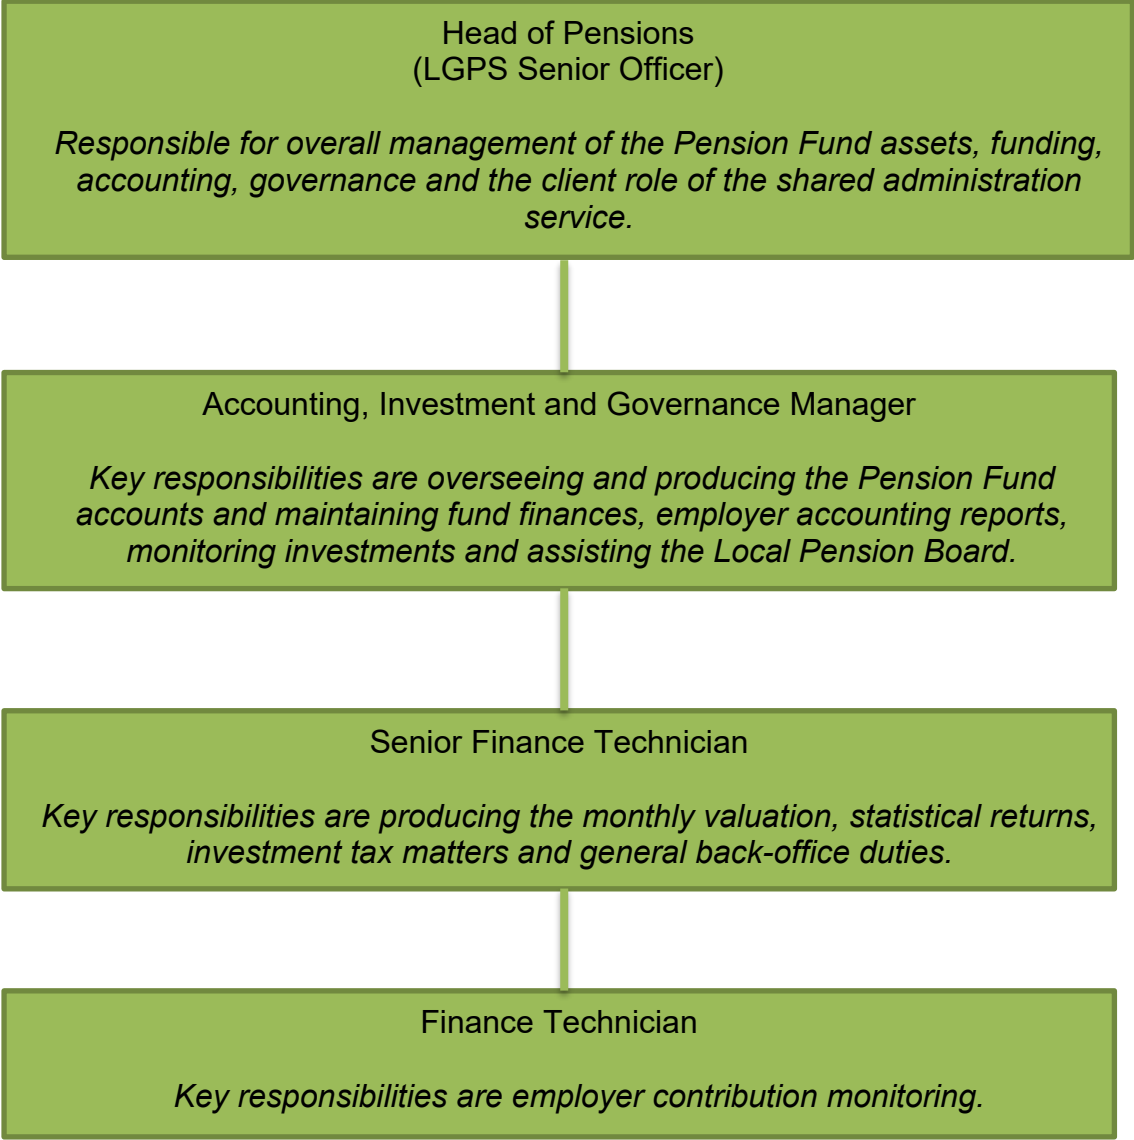 Head of Pensions
(LGPS Senior Officer)
Responsible for overall management of the Pension Fund assets, funding,
accounting, governance and the client role of the shared administration
service.
Accounting, Investment and Governance Manager
Key responsibilities are overseeing and producing the Pension Fund
accounts and maintaining fund finances, employer accounting reports,
monitoring investments and assisting the Local Pension Board.
Senior Finance Technician
Key responsibilities are producing the monthly valuation, statistical returns,
investment tax matters and general back-office duties.
Finance Technician
Key responsibilities are employer contribution monitoring.